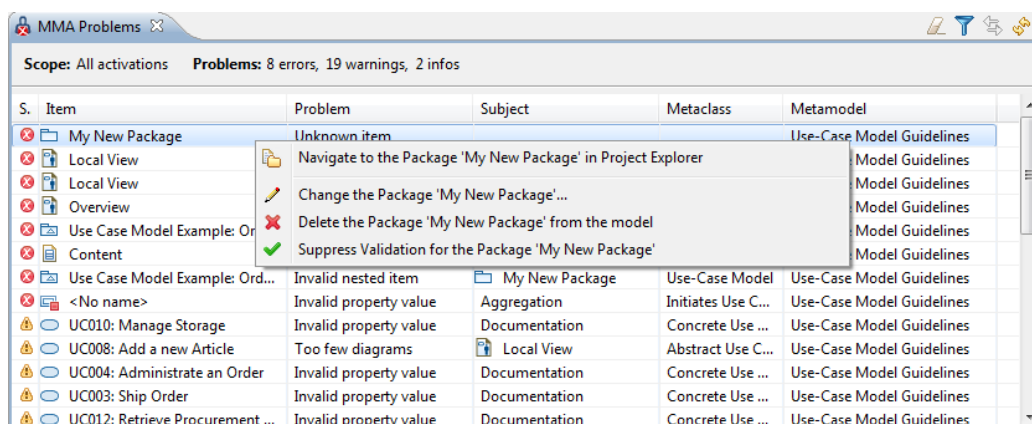 MMA Problems
Scope: All activations Problems: 8 errors, 19 warnings, 2 infos
S. Item Problem Subject Metaclass Metamodel
My New Package Unknown item Use-Case Model Guidelines
Local View Model Guidelines
Local View Model Guidelines
Overview Model Guidelines
Use Case Model Example: Or Model Guidelines
Content Model Guidelines
Navigate to the Package 'My New Package' in Project Explorer
Change the Package 'My New Package'...
Delete the Package 'My New Package' from the model
Suppress Validation for the Package 'My New Package'
Use Case Model Example: Ord... Invalid nested item My New Package Use-Case Model Use-Case Model Guidelines
<No name> Invalid property value Aggregation Initiates Use C... Use-Case Model Guidelines
UC010: Manage Storage Invalid property value Documentation Concrete Use ... Use-Case Model Guidelines
UC008: Add a new Article Too few diagrams Local View Abstract Use C... Use-Case Model Guidelines
UC004: Administrate an Order Invalid property value Documentation Concrete Use ... Use-Case Model Guidelines
UC003: Ship Order Invalid property value Documentation Concrete Use ... Use-Case Model Guidelines
UC012: Retrieve Procurement ... Invalid property value Documentation Concrete Use ... Use-Case Model Guidelines